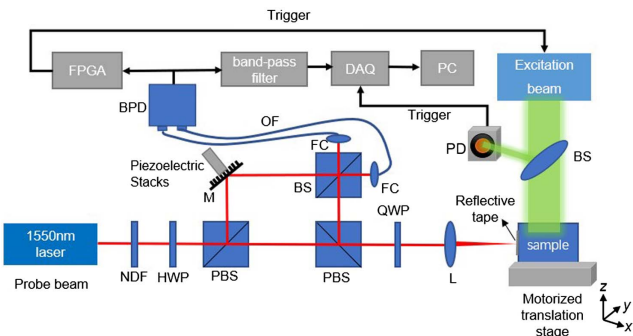 Trigger
FPGA
band-pass
filter
DAQ
PC
Excitation
beam
BPD
OF
Trigger
FC
PD
BS
Piezoelectric
Stacks
M
BS
FC
QWP
Reflective
tape
1550nm
laser
sample
NDF
HWP
PBS
PBS
L
Probe beam
Motorized
translation
stage
z
y
x